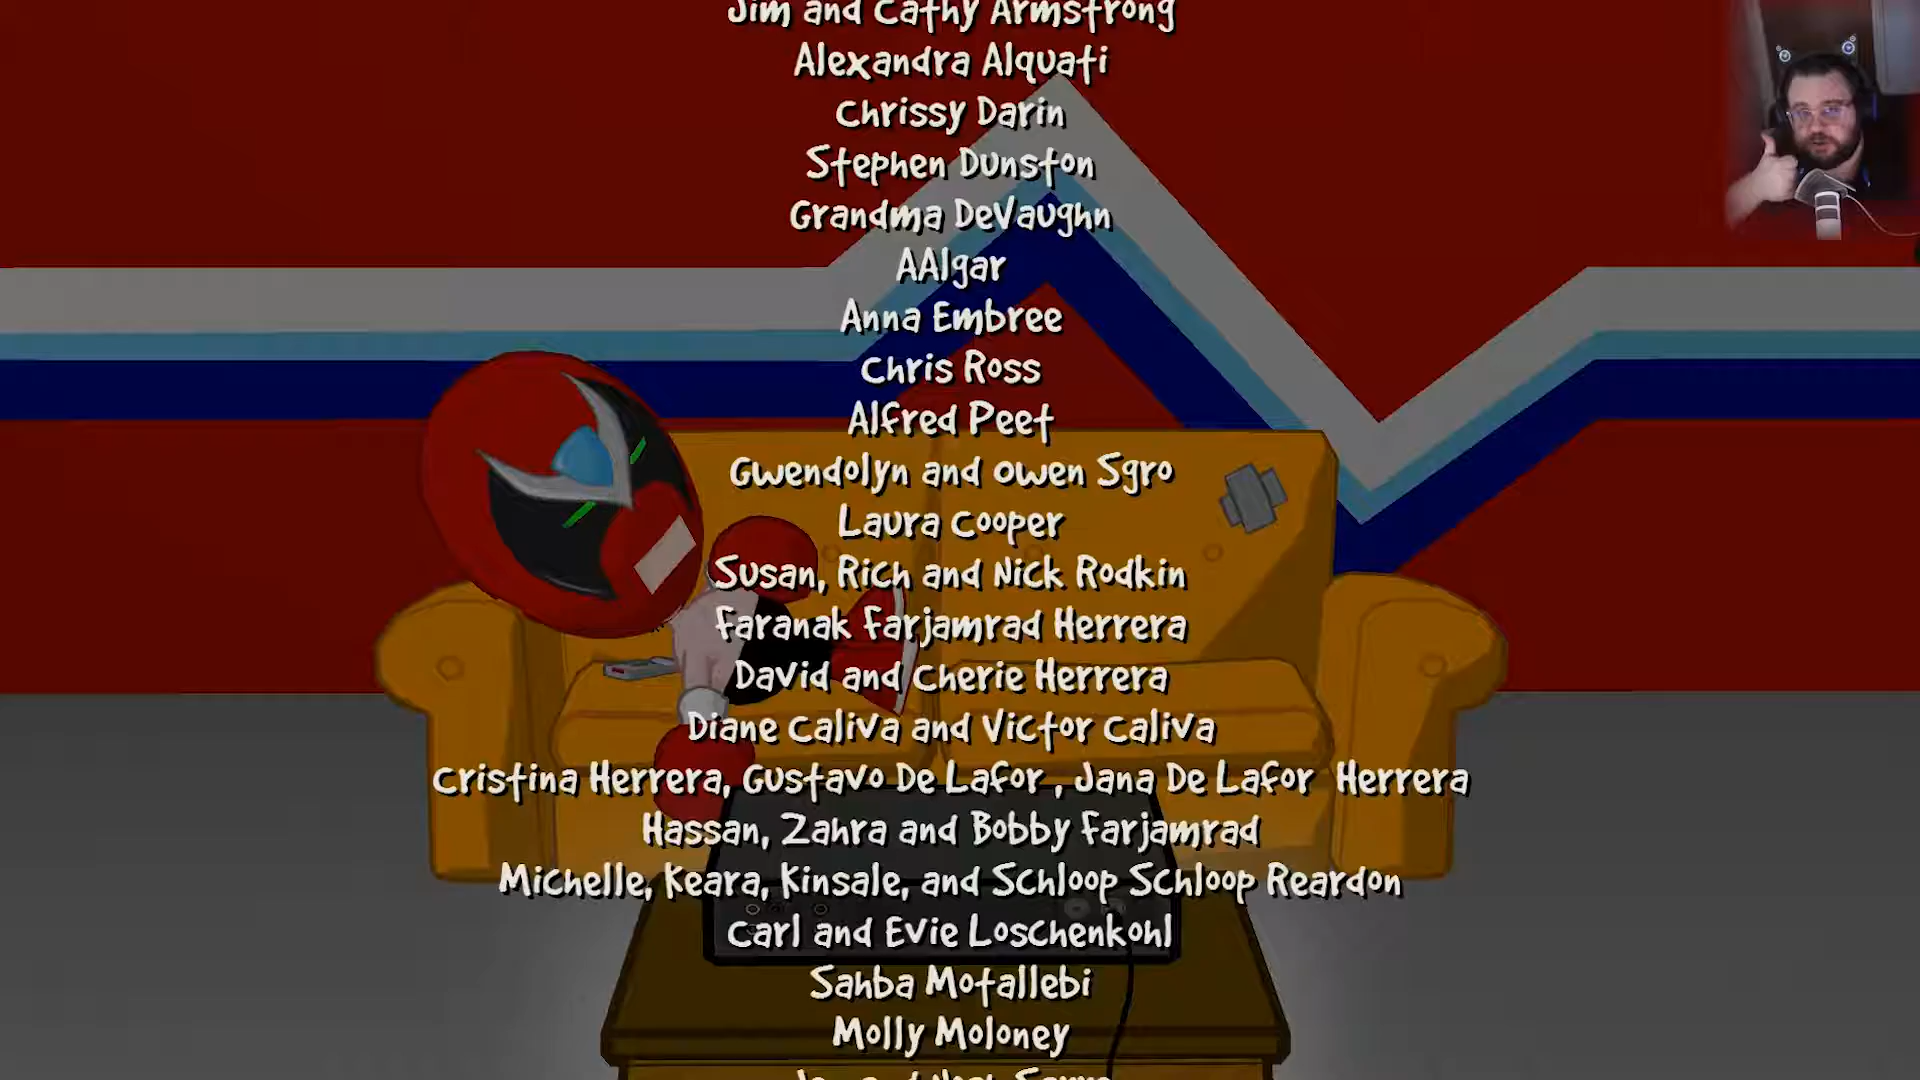 Jim and Cathy Armstrong
Alexandra Alquati
Chrissy Darin
Stephen Dunston
Grandma DeVaughn
AAlgar
Anna Embree
Chris Ross
Alfred Peet
Gwendolyn and Owen Sgro
Laura Cooper
Susan, Rich and Nick Rodkin
Faranak Farjamrad Herrera
David and Cherie Herrera
Diane Caliva and Victor Caliva
Cristina Herrera, Gustavo De Lafor , Jana De Lafor Herrera
Hassan, Zahra and Bobby Farjamrad
Michelle, Keara, Kinsale, and Schloop Schloop Reardon
Carl and Evie Loschenkohl
Sahba Motallebi
Molly Moloney